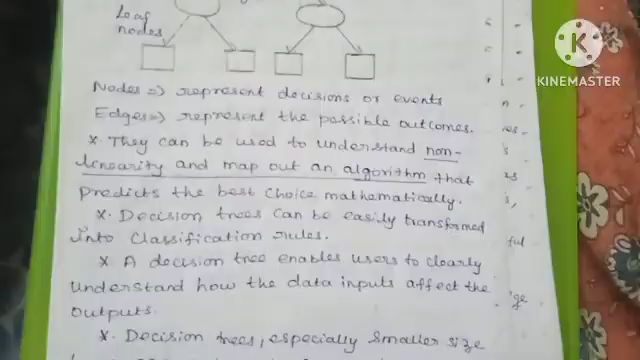 Leaf
nodes
Nodes => represent decisions or events
Edges => represent the possible outcomes.
* They can be used to understand non-
linearity and map out an algorithm that
predicts the best choice mathematically.
* Decision trees can be easily transformed
into classification rules.
* A decision tree enables users to clearly
understand how the data inputs affect the
outputs.
* Decision trees, especially smaller size
KINEMASTER